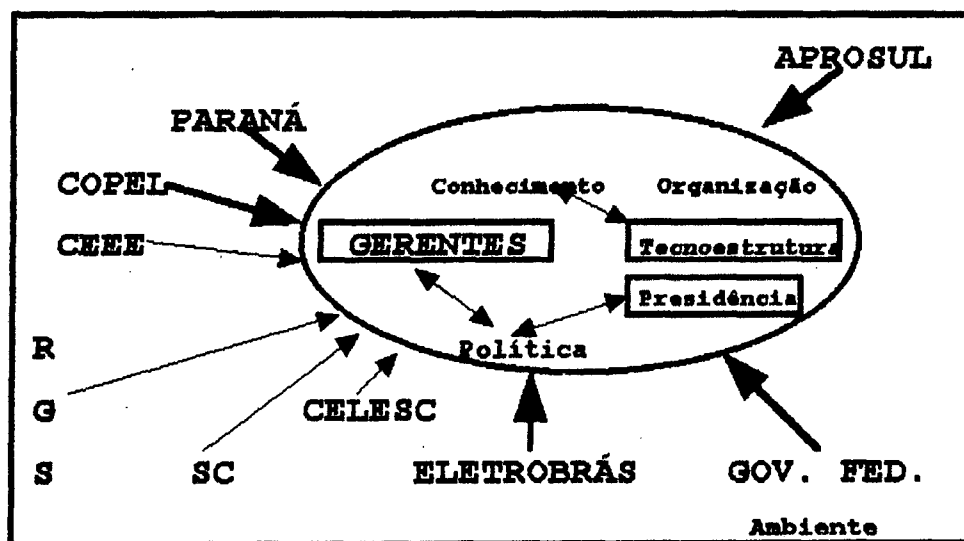 APROSUL
PARANÁ
COPEL
Conhecimento Organização
CEEE
GERENTES
Tecnoestrutura
Presidência
Política
R
G
S
CELESC
SC
ELETROBRÁS
GOV. FED.
Ambiente